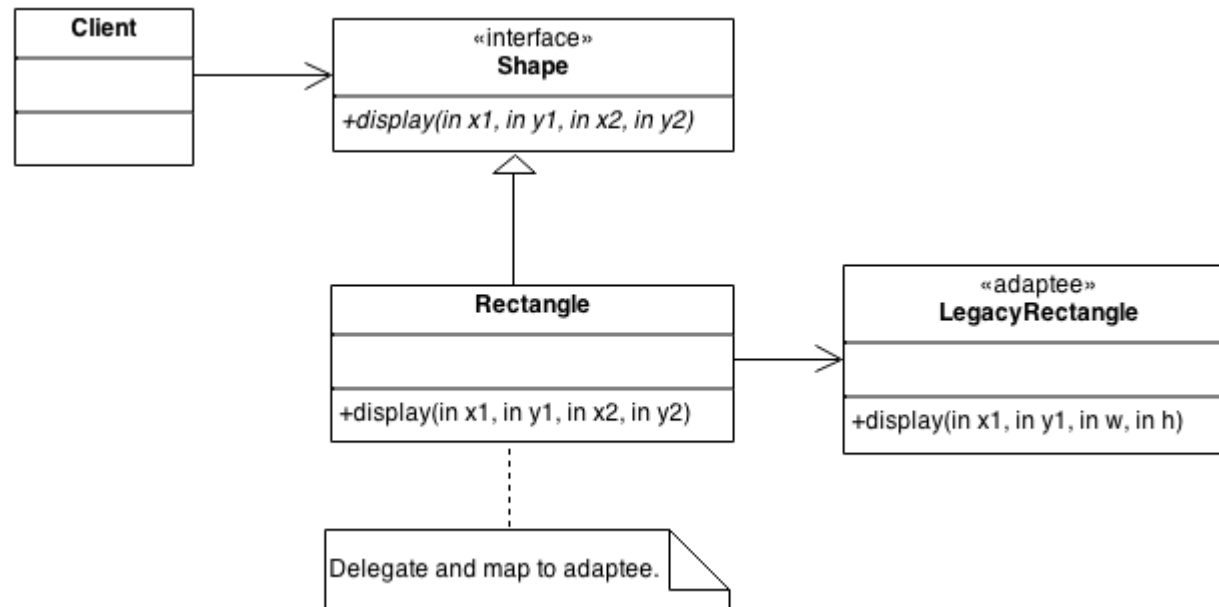 Client
«interface»
Shape
+display(in x1, in y1, in x2, in y2)
Rectangle
+display(in x1, in y1, in x2, in y2)
«adaptee»
LegacyRectangle
+display(in x1, in y1, in w, in h)
Delegate and map to adaptee.